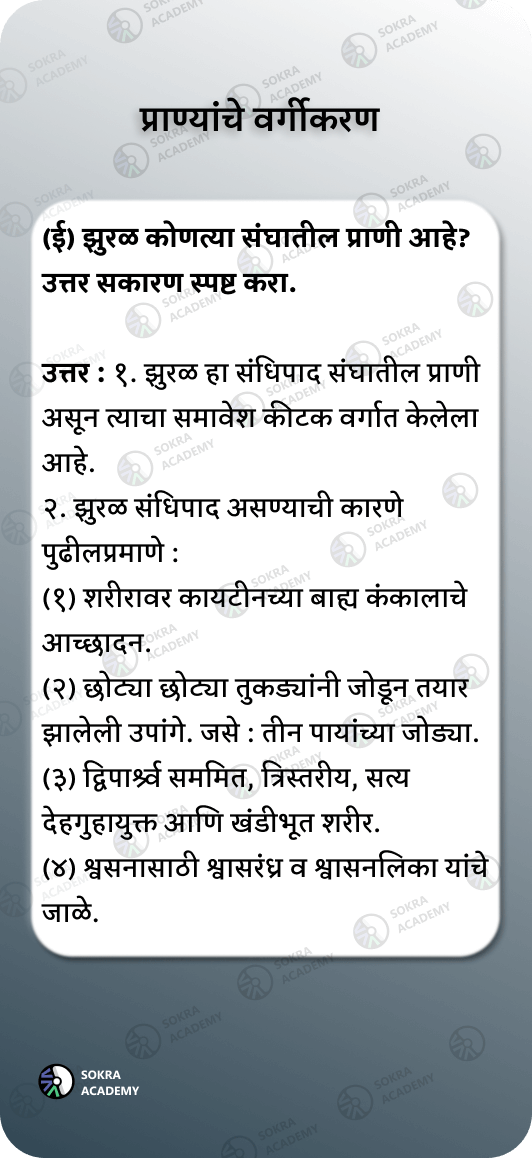 प्राण्यांचे वर्गीकरण
(ई) झुरळ कोणत्या संघातील प्राणी आहे?
उत्तर सकारण स्पष्ट करा.
उत्तर : १. झुरळ हा संधिपाद संघातील प्राणी
असून त्याचा समावेश कीटक वर्गात केलेला
आहे.
२. झुरळ संधिपाद असण्याची कारणे
पुढीलप्रमाणे :
(१) शरीरावर कायटीनच्या बाह्य कंकालाचे
आच्छादन.
(२) छोट्या छोट्या तुकड्यांनी जोडून तयार
झालेली उपांगे. जसे : तीन पायांच्या जोड्या.
(३) द्विपार्श्व सममित, त्रिस्तरीय, सत्य
देहगुहायुक्त आणि खंडीभूत शरीर.
(४) श्वसनासाठी श्वासरंध्र व श्वासनलिका यांचे
जाळे.
SOKRA
ACADEMY